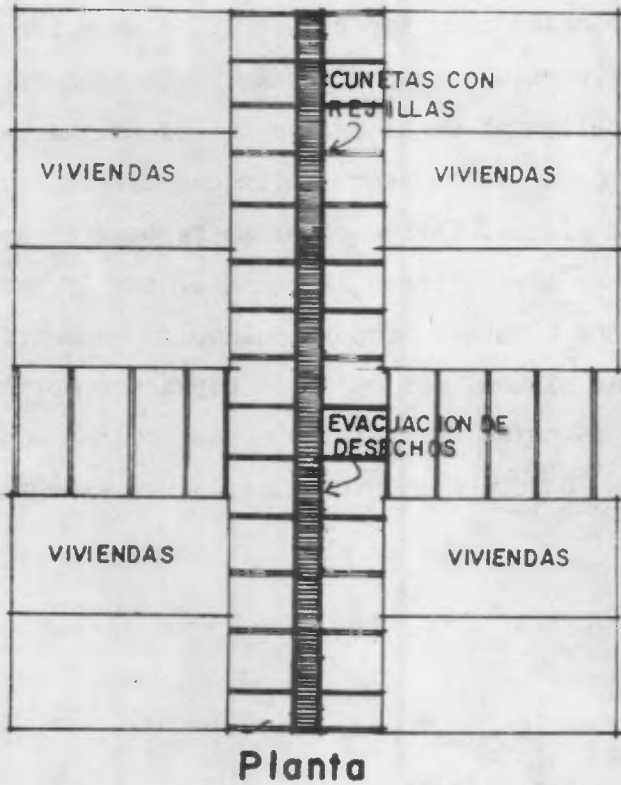 CUNETAS CON
REJILLAS
VIVIENDAS
VIVIENDAS
EVACUACION DE
DESECHOS
VIVIENDAS
VIVIENDAS
Planta